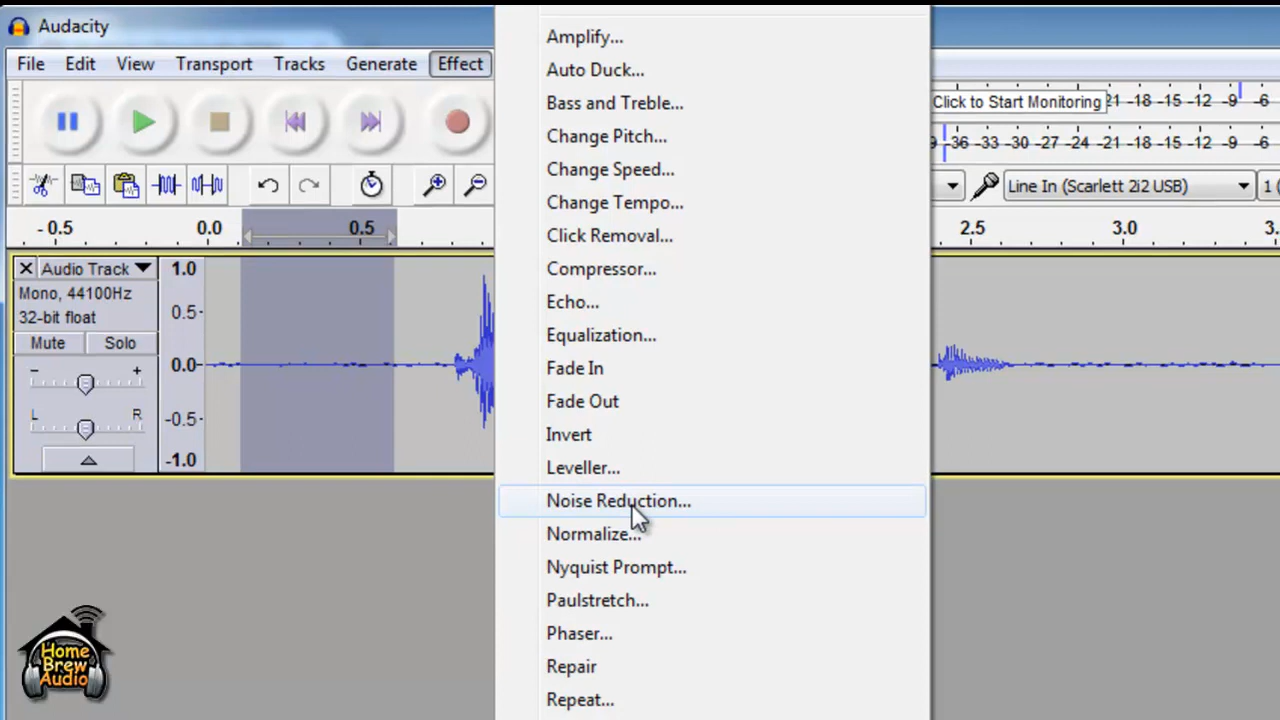 Audacity
File Edit View Transport Tracks Generate Effect
Amplify...
Auto Duck...
Bass and Treble...
Change Pitch...
Change Speed...
Change Tempo...
Click Removal...
Compressor...
Echo...
Equalization...
Fade In
Fade Out
Invert
Leveller...
Noise Reduction...
Normalize...
Nyquist Prompt...
Paulstretch...
Phaser...
Repair
Repeat...
Click to Start Monitoring 21 -18 -15 -12 -9 -6
9 -36 -33 -30 -27 -24 -21 -18 -15 -12 -9 -6
Line In (Scarlett 2i2 USB) 1 (
- 0.5 0.0 0.5 2.5 3.0 3.
Audio Track 1.0
Mono, 44100Hz
32-bit float 0.5-
Mute Solo
0.0-
- +
L R -0.5-
-1.0
Home
Brew
Audio